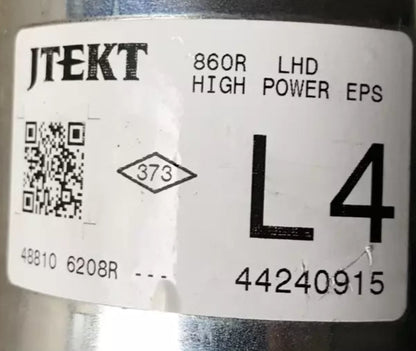 JTEKT
860R LHD
HIGH POWER EPS
373
L4
48810 6208R ---
44240915